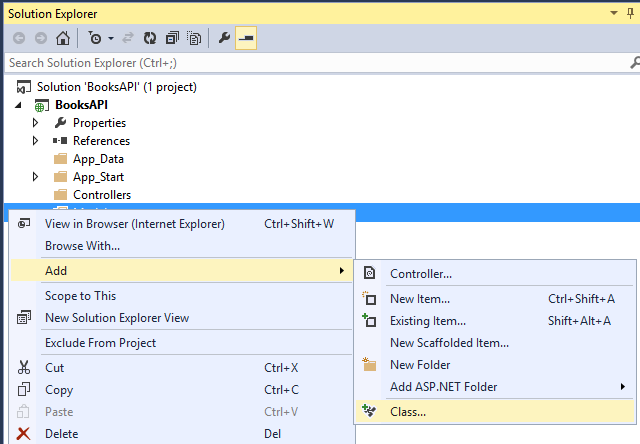 Solution Explorer
Search Solution Explorer (Ctrl+;)
Solution 'BooksAPI' (1 project)
BooksAPI
Properties
References
App_Data
App_Start
Controllers
View in Browser (Internet Explorer) Ctrl+Shift+W
Browse With...
Add
Scope to This
New Solution Explorer View
Exclude From Project
Cut Ctrl+X
Copy Ctrl+C
Paste Ctrl+V
Delete Del
Controller...
New Item... Ctrl+Shift+A
Existing Item... Shift+Alt+A
New Scaffolded Item...
New Folder
Add ASP.NET Folder
Class...